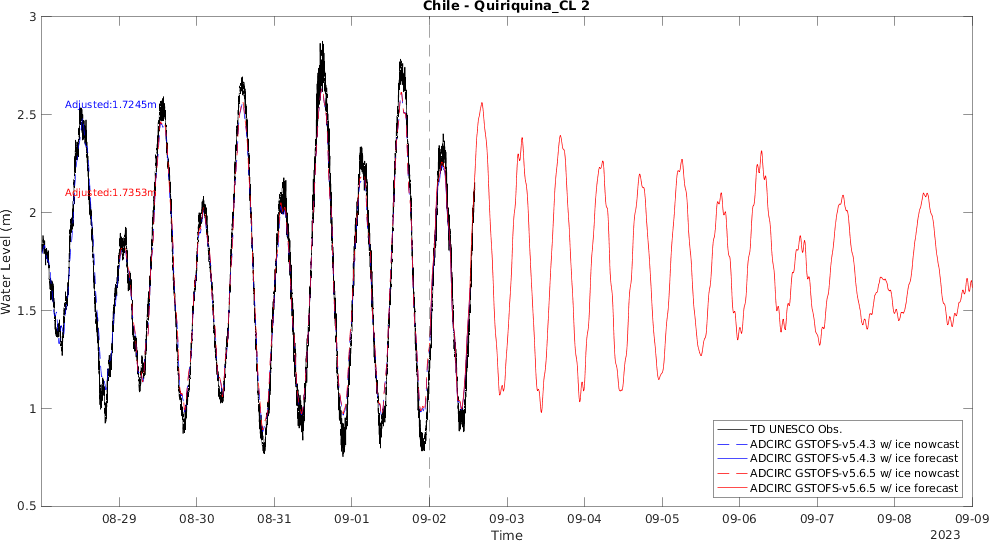 Chile - Quiriquina_CL 2
3
2.5
2
1.5
1
0.5
Water Level (m)
Adjusted:1.7245m
Adjusted:1.7353m
TD UNESCO Obs.
ADCIRC GSTOFS-v5.4.3 w/ ice nowcast
ADCIRC GSTOFS-v5.4.3 w/ ice forecast
ADCIRC GSTOFS-v5.6.5 w/ ice nowcast
ADCIRC GSTOFS-v5.6.5 w/ ice forecast
08-29 08-30 08-31 09-01 09-02 09-03 09-04 09-05 09-06 09-07 09-08 09-09
Time
2023